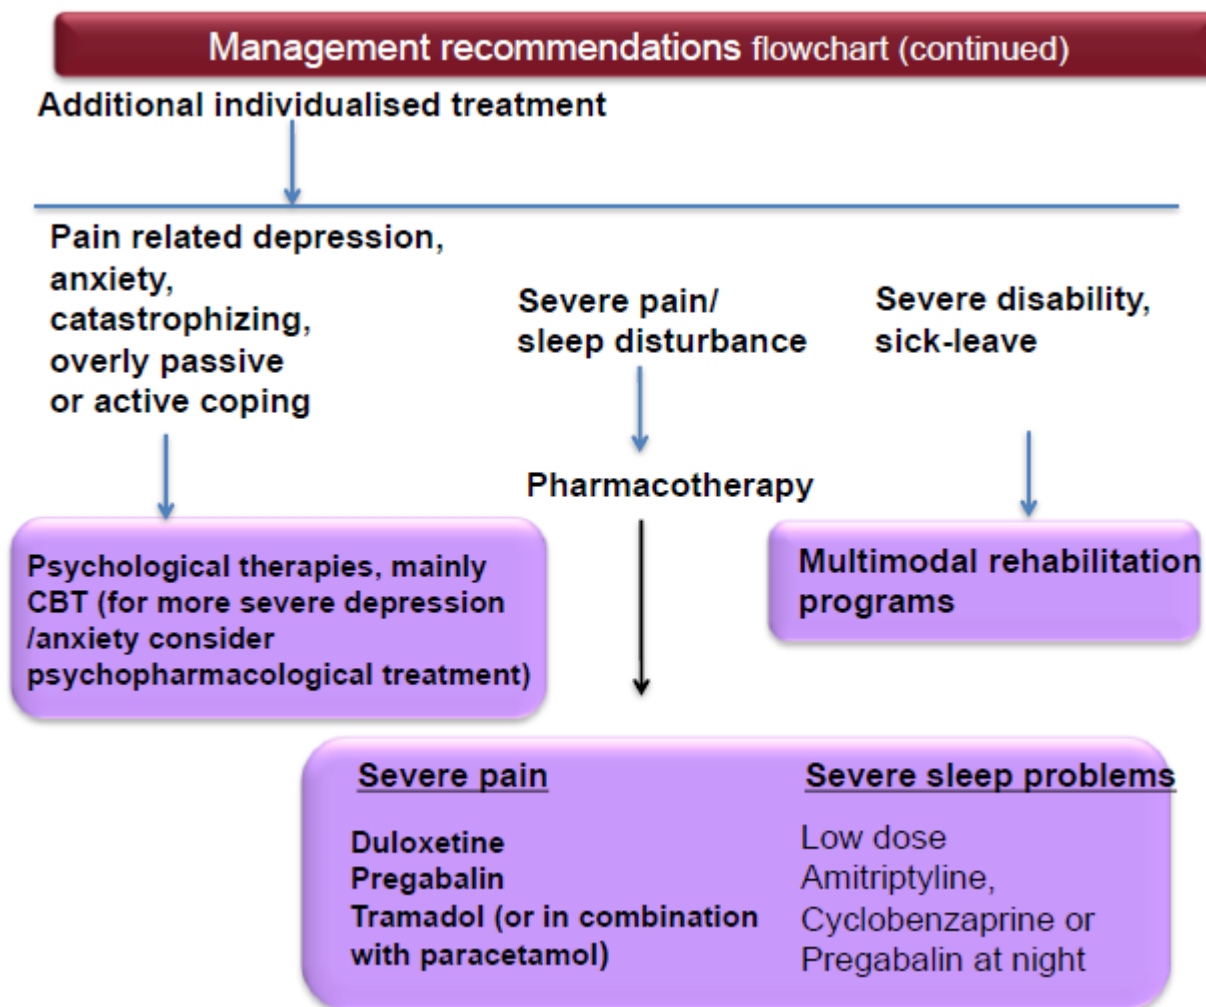 Management recommendations flowchart (continued)
Additional individualised treatment
Pain related depression,
anxiety,
catastrophizing,
overly passive
or active coping
Severe pain/
sleep disturbance
Severe disability,
sick-leave
Pharmacotherapy
Psychological therapies, mainly
CBT (for more severe depression
/anxiety consider
psychopharmacological treatment)
Multimodal rehabilitation
programs
Severe pain
Duloxetine
Pregabalin
Tramadol (or in combination
with paracetamol)
Severe sleep problems
Low dose
Amitriptyline,
Cyclobenzaprine or
Pregabalin at night